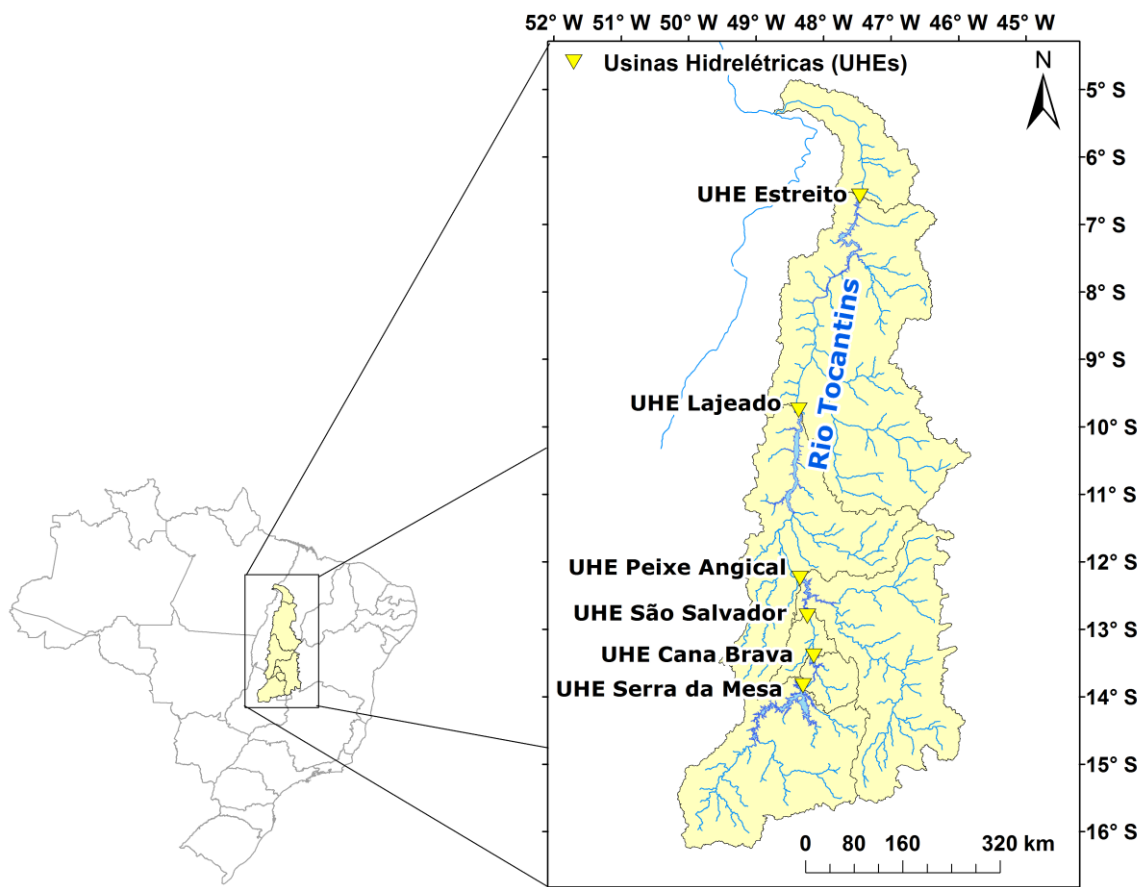 52° W 51° W 50° W 49° W 48° W 47° W 46° W 45° W
Usinas Hidrelétricas (UHEs)
N
5° S
6° S
UHE Estreito
7° S
8° S
Rio Tocantins
9° S
UHE Lajeado
10° S
11° S
12° S
UHE Peixe Angical
UHE São Salvador
13° S
UHE Cana Brava
UHE Serra da Mesa
14° S
15° S
16° S
0 80 160 320 km